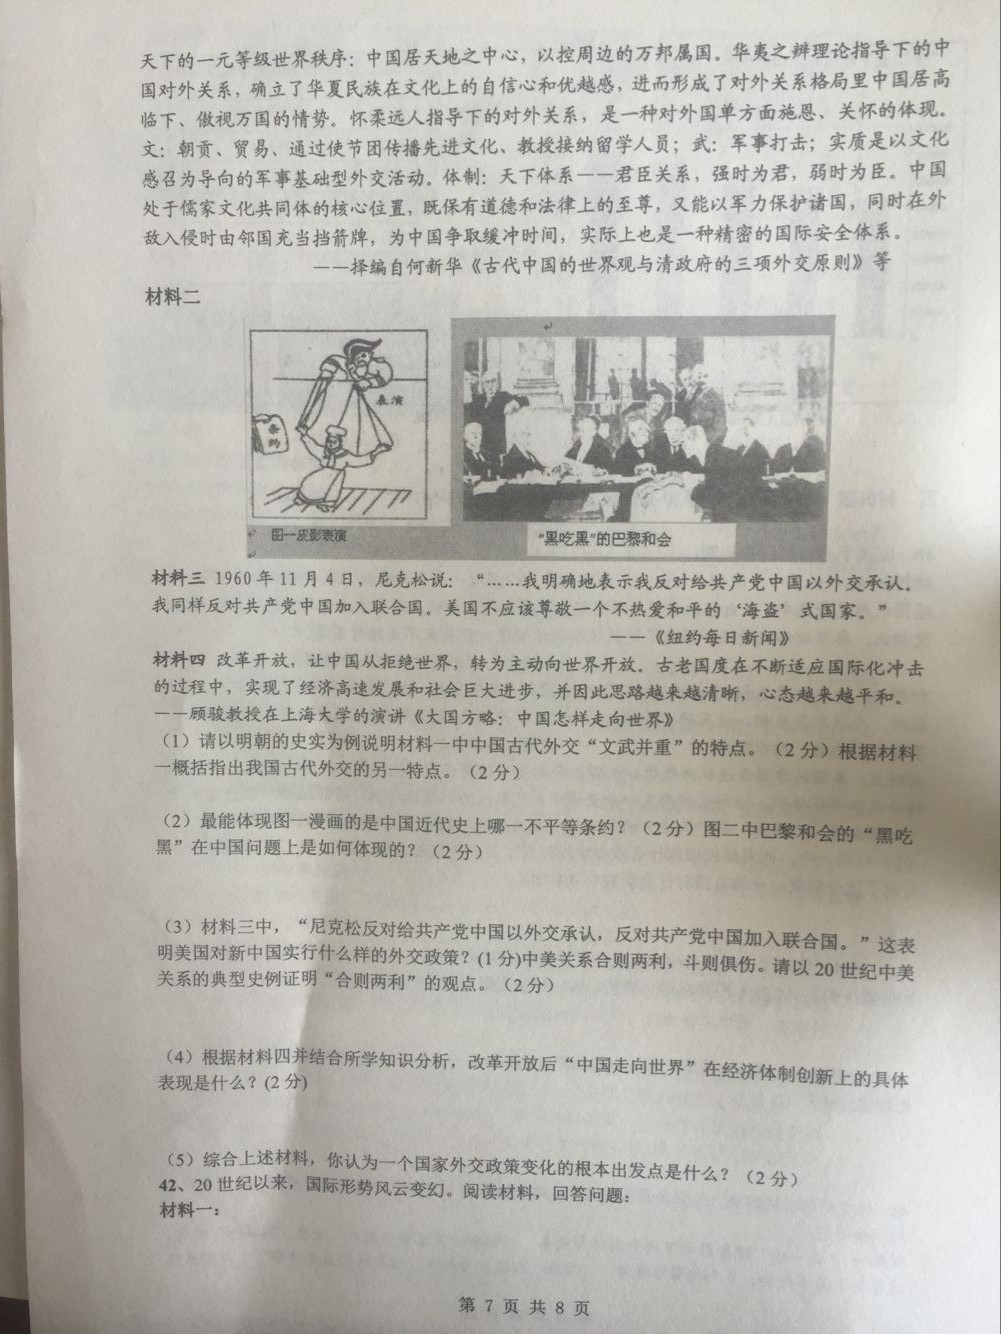 天下的一元等级世界秩序：中国居天地之中心，以控周边的万邦属国。华夷之辨理论指导下的中
国对外关系，确立了华夏民族在文化上的自信心和优越感，进而形成了对外关系格局里中国居高
临下、傲视万国的情势。怀柔远人指导下的对外关系，是一种对外国单方面施恩、关怀的体现。
文：朝贡、贸易、通过使节团传播先进文化、教授接纳留学人员；武：军事打击；实质是以文化
感召为导向的军事基础型外交活动。体制：天下体系——君臣关系，强时为君，弱时为臣。中国
处于儒家文化共同体的核心位置，既保有道德和法律上的至尊，又能以军力保护诸国，同时在外
敌入侵时由邻国充当挡箭牌，为中国争取缓冲时间，实际上也是一种精密的国际安全体系。
——择编自何新华《古代中国的世界观与清政府的三项外交原则》等
材料二
表演
条约
图一皮影表演
“黑吃黑”的巴黎和会
材料三 1960 年 11 月 4 日，尼克松说：“……我明确地表示我反对给共产党中国以外交承认。
我同样反对共产党中国加入联合国。美国不应该尊敬一个不热爱和平的‘海盗’式国家。”
——《纽约每日新闻》
材料四 改革开放，让中国从拒绝世界，转为主动向世界开放。古老国度在不断适应国际化冲击
的过程中，实现了经济高速发展和社会巨大进步，并因此思路越来越清晰，心态越来越平和。
——顾骏教授在上海大学的演讲《大国方略：中国怎样走向世界》
（1）请以明朝的史实为例说明材料一中中国古代外交“文武并重”的特点。（2 分）根据材料
一概括指出我国古代外交的另一特点。（2 分）
（2）最能体现图一漫画的是中国近代史上哪一不平等条约？（2 分）图二中巴黎和会的“黑吃
黑”在中国问题上是如何体现的？（2 分）
（3）材料三中，“尼克松反对给共产党中国以外交承认，反对共产党中国加入联合国。”这表
明美国对新中国实行什么样的外交政策？(1 分)中美关系合则两利，斗则俱伤。请以 20 世纪中美
关系的典型史例证明“合则两利”的观点。（2 分）
（4）根据材料四并结合所学知识分析，改革开放后“中国走向世界”在经济体制创新上的具体
表现是什么？(2 分)
（5）综合上述材料，你认为一个国家外交政策变化的根本出发点是什么？（2 分）
42、20 世纪以来，国际形势风云变幻。阅读材料，回答问题：
材料一：
第 7 页 共 8 页